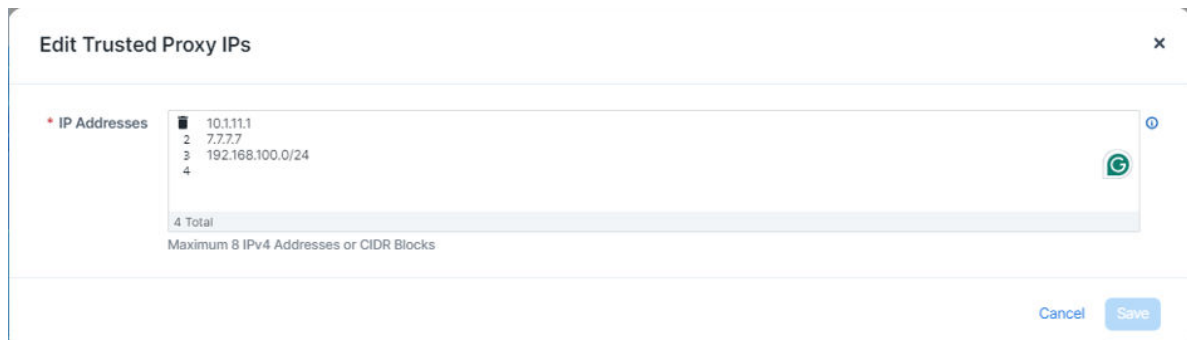 Edit Trusted Proxy IPs
* IP Addresses
10.1.11.1
2 7.7.7.7
3 192.168.100.0/24
4
4 Total
Maximum 8 IPv4 Addresses or CIDR Blocks
Cancel Save